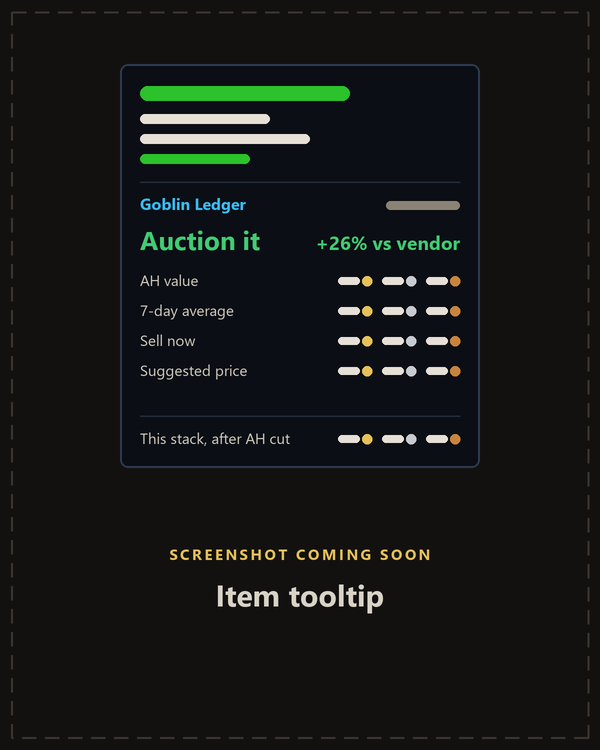 Goblin Ledger
Auction it +26% vs vendor
AH value
7-day average
Sell now
Suggested price
This stack, after AH cut
SCREENSHOT COMING SOON
Item tooltip